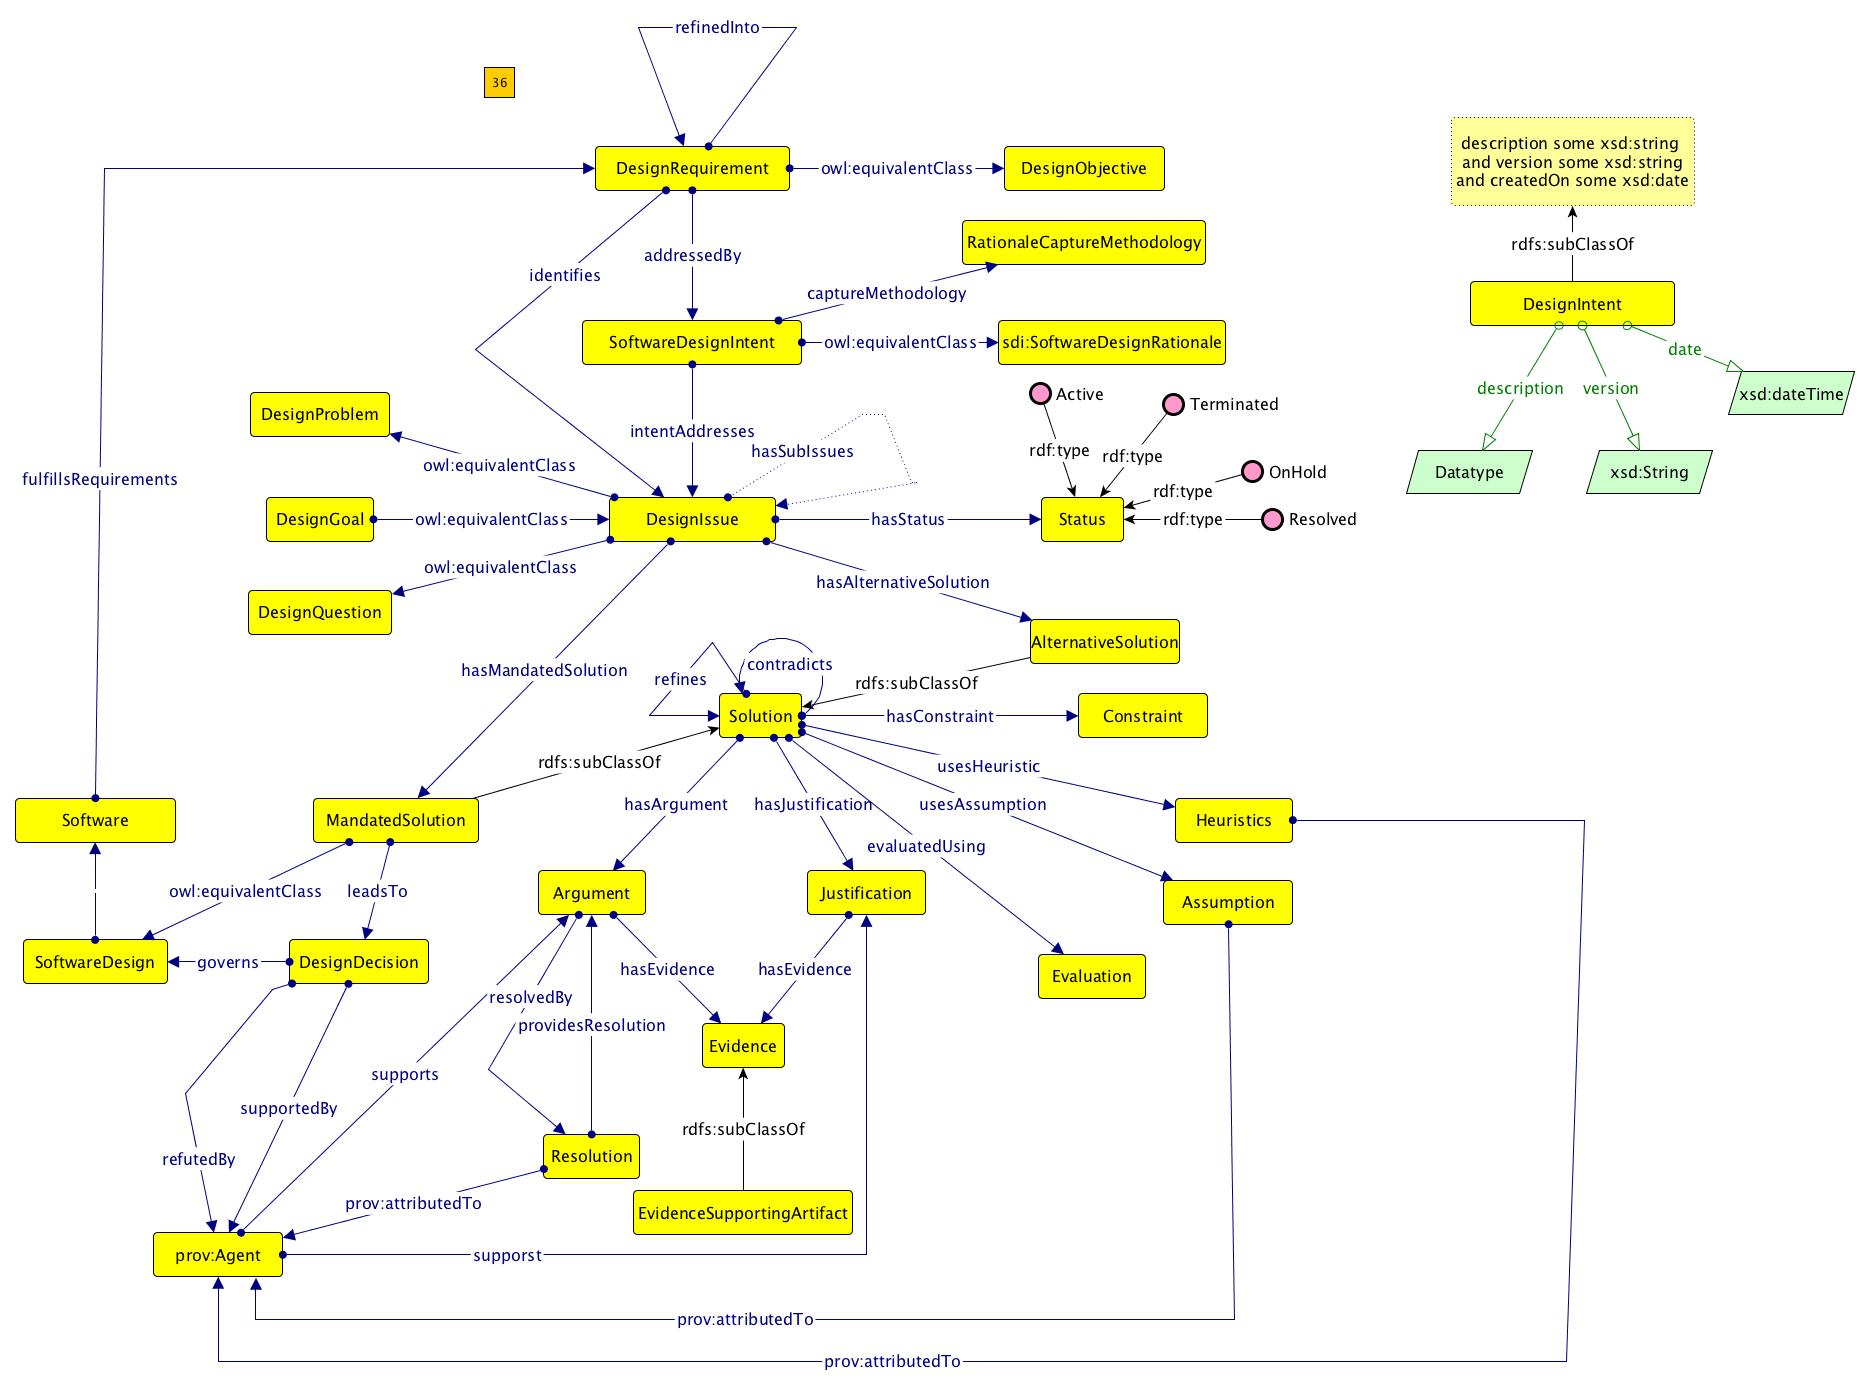 refinedInto
36
description some xsd:string
and version some xsd:string
and createdOn some xsd:date
DesignRequirement
owl:equivalentClass
DesignObjective
RationaleCaptureMethodology
rdfs:subClassOf
addressedBy
identifies
captureMethodology
DesignIntent
SoftwareDesignIntent
owl:equivalentClass
sdi:SoftwareDesignRationale
date
description
version
xsd:dateTime
Active
Terminated
DesignProblem
intentAddresses
hasSubIssues
rdf:type
rdf:type
owl:equivalentClass
OnHold
Datatype
xsd:String
fulfillsRequirements
rdf:type
DesignGoal
owl:equivalentClass
DesignIssue
hasStatus
Status
rdf:type
Resolved
owl:equivalentClass
hasAlternativeSolution
DesignQuestion
AlternativeSolution
hasMandatedSolution
contradicts
refines
rdfs:subClassOf
Solution
hasConstraint
Constraint
rdfs:subClassOf
usesHeuristic
hasArgument
hasJustification
usesAssumption
Software
MandatedSolution
Heuristics
evaluatedUsing
owl:equivalentClass
leadsTo
Argument
Justification
Assumption
SoftwareDesign
governs
DesignDecision
hasEvidence
hasEvidence
Evaluation
resolvedBy
providesResolution
Evidence
supports
supportedBy
rdfs:subClassOf
refutedBy
Resolution
prov:attributedTo
EvidenceSupportingArtifact
prov:Agent
supporst
prov:attributedTo
prov:attributedTo